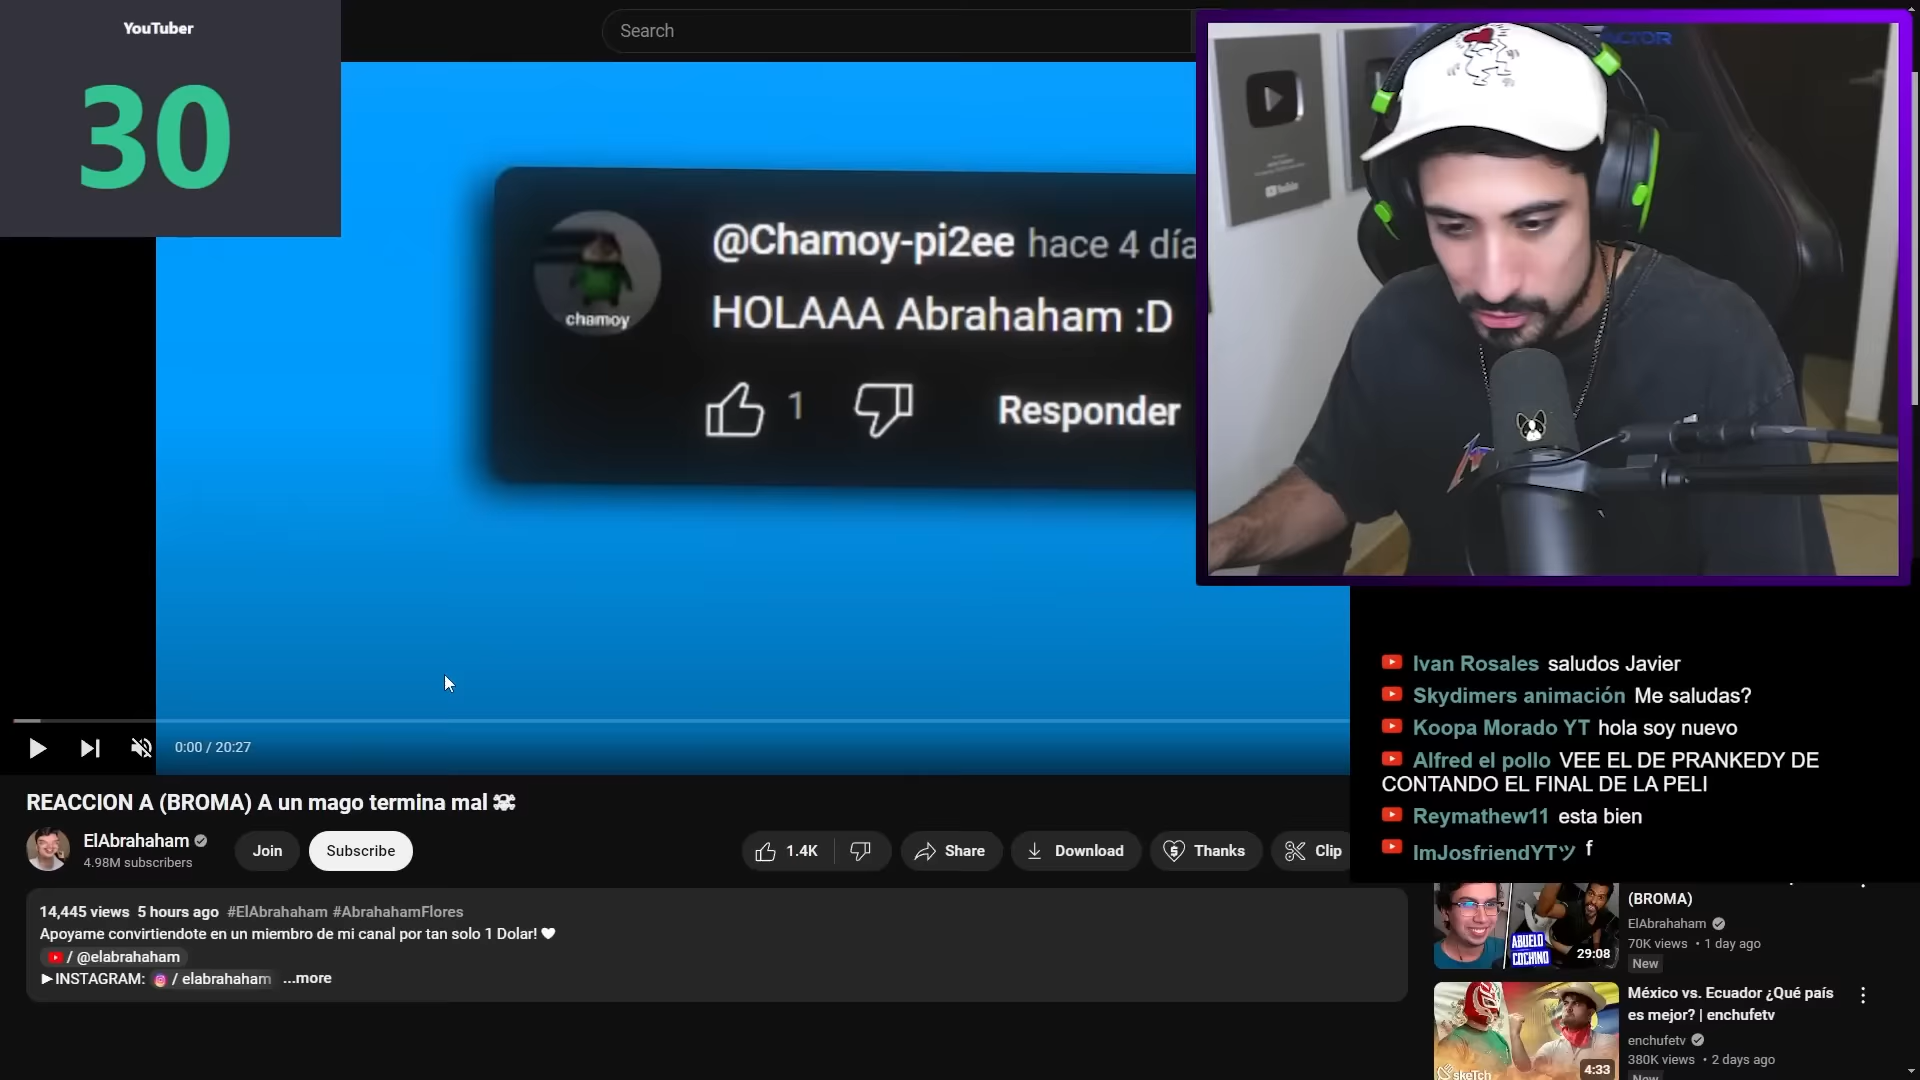 YouTuber
30
Search
ACTOR
@Chamoy-pi2ee hace 4 día
HOLAAA Abrahaham :D
chamoy
1
Responder
YouTube
0:00 / 20:27
REACCION A (BROMA) A un mago termina mal ☠
ElAbrahaham
4.98M subscribers
Join
Subscribe
1.4K
Share
Download
Thanks
Clip
14,445 views 5 hours ago #ElAbrahaham #AbrahahamFlores
Apoyame convirtiendote en un miembro de mi canal por tan solo 1 Dolar! ♥
/ @elabrahaham
►INSTAGRAM: / elabrahaham ...more
Ivan Rosales saludos Javier
Skydimers animación Me saludas?
Koopa Morado YT hola soy nuevo
Alfred el pollo VEE EL DE PRANKEDY DE
CONTANDO EL FINAL DE LA PELI
Reymathew11 esta bien
ImJosfriendYTツ f
(BROMA)
ElAbrahaham
70K views • 1 day ago
New
ABUELO
COCHINO
29:08
México vs. Ecuador ¿Qué país
es mejor? | enchufetv
enchufetv
380K views • 2 days ago
New
skeTch
4:33